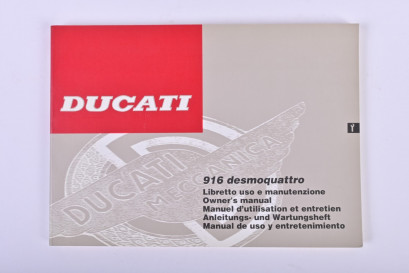 DUCATI
DUCATI
MECCANICA
916 desmoquattro
Libretto uso e manutenzione
Owner's manual
Manuel d'utilisation et entretien
Anleitungs- und Wartungsheft
Manual de uso y entretenimiento